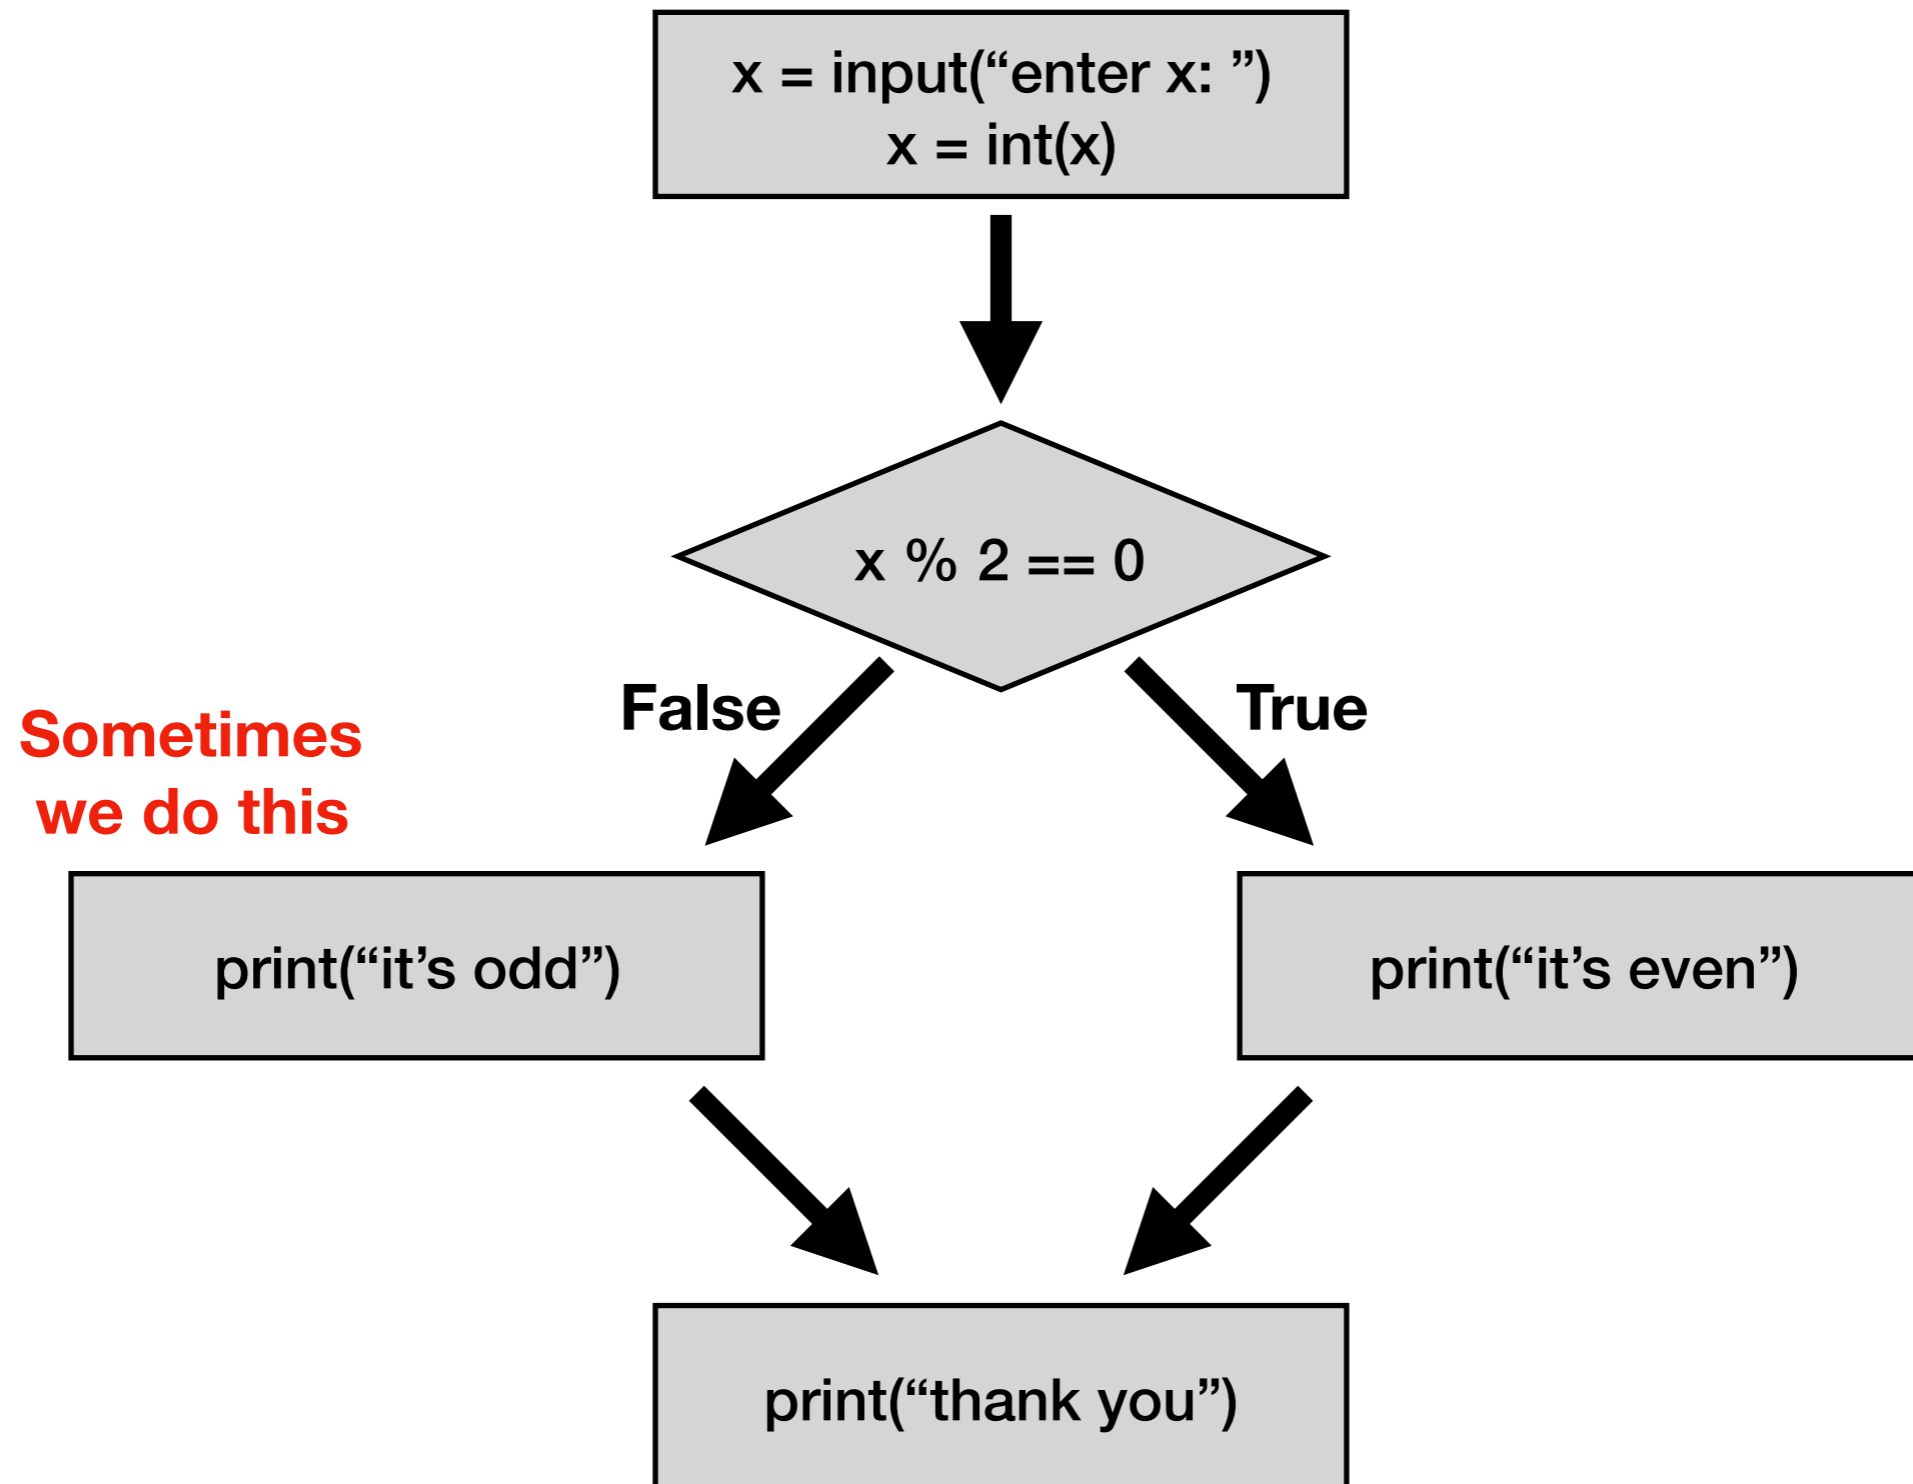 x = input(“enter x: ”)
x = int(x)
x % 2 == 0
False
True
Sometimes
we do this
print(“it’s odd”)
print(“it’s even”)
print(“thank you”)